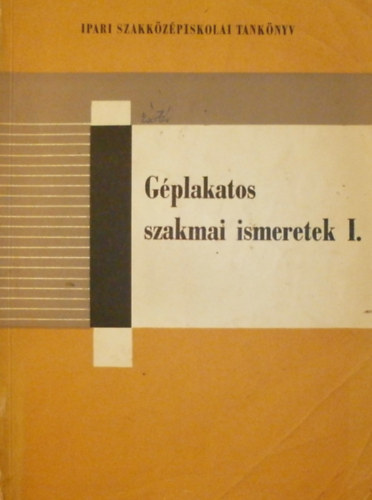 IPARI SZAKKÖZÉPISKOLAI TANKÖNYV
Géplakatos
szakmai ismeretek I.